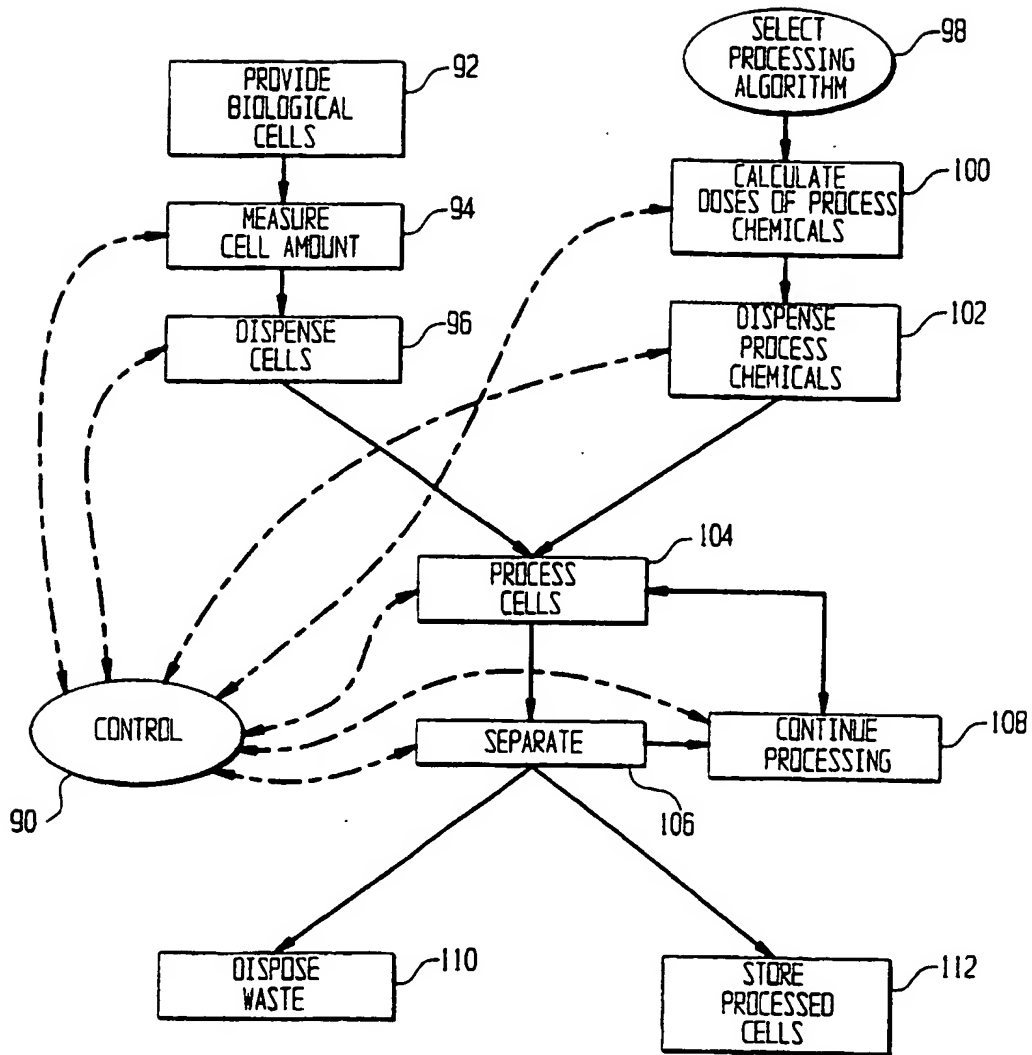 SELECT
PROCESSING
ALGORITHM
98
PROVIDE
BIOLOGICAL
CELLS
92
CALCULATE
DOSES OF PROCESS
CHEMICALS
100
MEASURE
CELL AMOUNT
94
DISPENSE
CELLS
96
DISPENSE
PROCESS
CHEMICALS
102
PROCESS
CELLS
104
CONTROL
90
SEPARATE
106
CONTINUE
PROCESSING
108
DISPOSE
WASTE
110
STORE
PROCESSED
CELLS
112